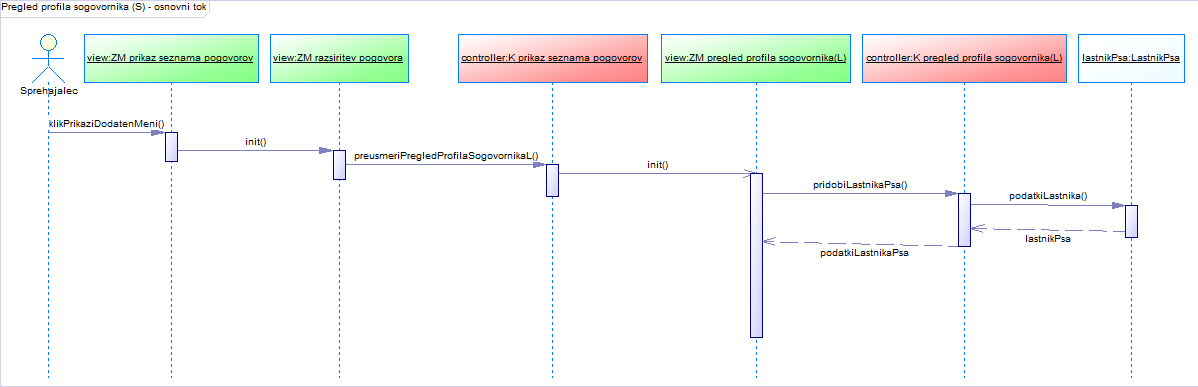 Pregled profila sogovornika (S) - osnovni tok
Sprehajalec
view:ZM prikaz seznama pogovorov
view:ZM razsiritev pogovora
controller:K prikaz seznama pogovorov
view:ZM pregled profila sogovornika(L)
controller:K pregled profila sogovornika(L)
lastnikPsa:LastnikPsa
klikPrikaziDodatenMeni()
init()
preusmeriPregledProfilaSogovornikaL()
init()
pridobiLastnikaPsa()
podatkiLastnika()
lastnikPsa
podatkiLastnikaPsa